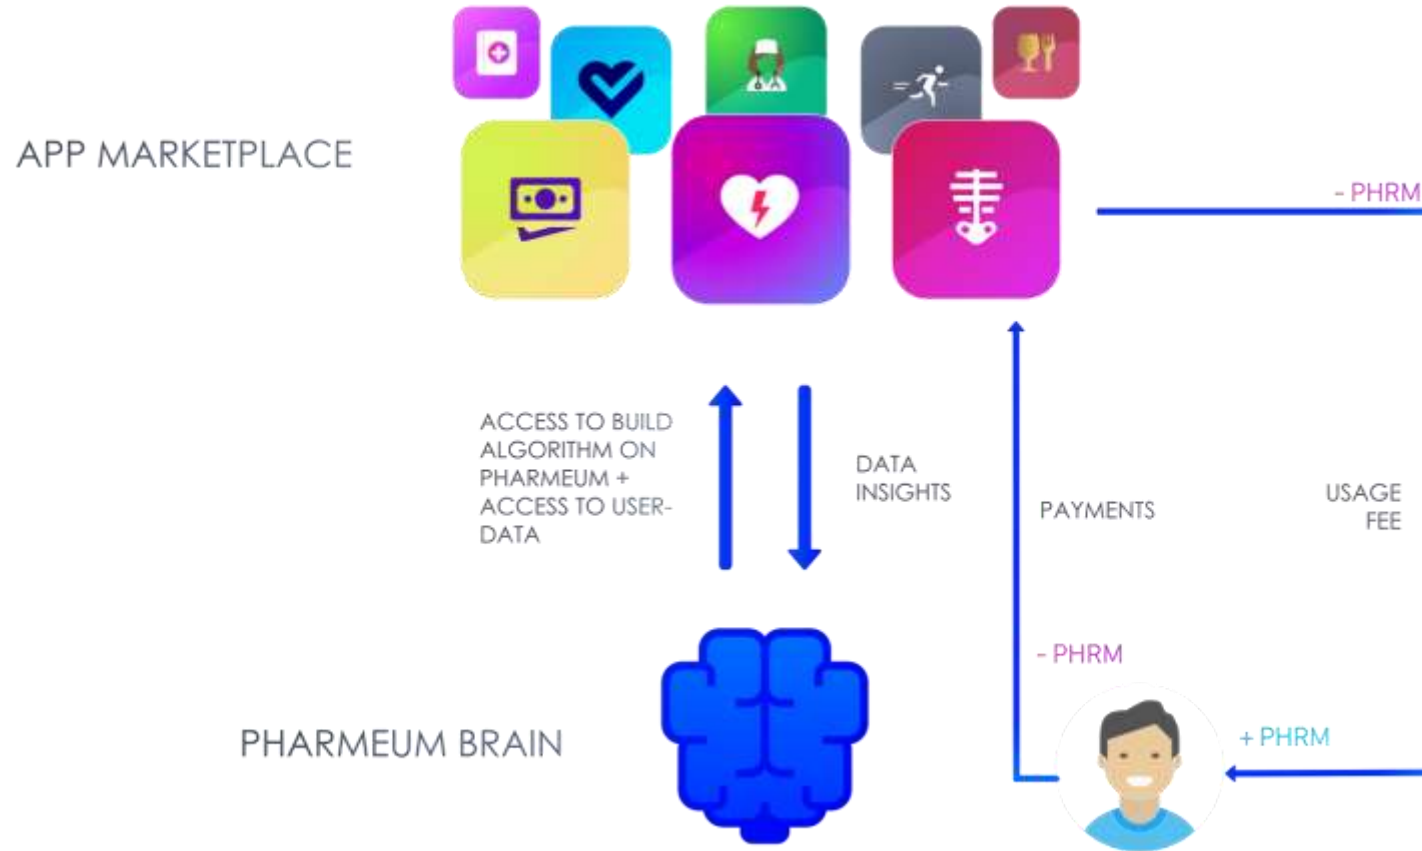 APP MARKETPLACE
- PHRM
ACCESS TO BUILD
ALGORITHM ON
PHARMEUM +
ACCESS TO USER-
DATA
DATA
INSIGHTS
PAYMENTS
USAGE
FEE
- PHRM
+ PHRM
PHARMEUM BRAIN